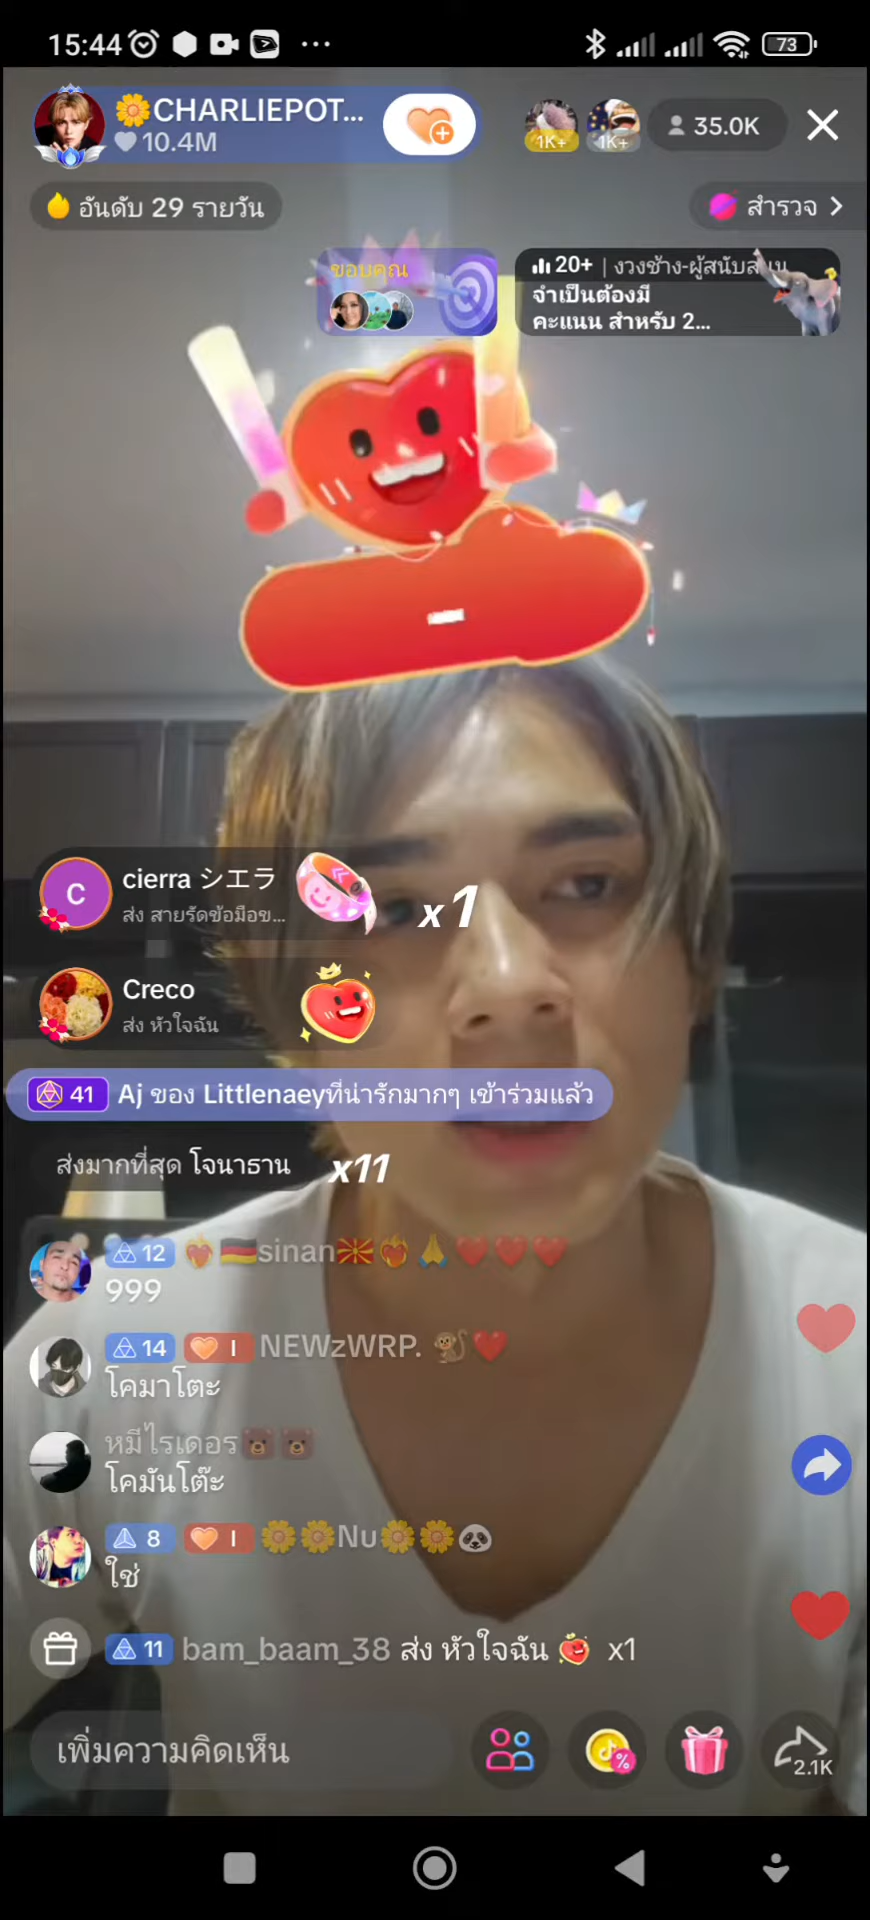 15:44
73
🌼CHARLIEPOT...
10.4M
1K+
1K+
35.0K
อันดับ 29 รายวัน
สำรวจ
ขอบคุณ
20+ | งวงช้าง-ผู้สนับสนุน
จำเป็นต้องมี
คะแนน สำหรับ 2...
C
cierra シエラ
ส่ง สายรัดข้อมือข...
x1
Creco
ส่ง หัวใจฉัน
41 Aj ของ Littlenaeyที่น่ารักมากๆ เข้าร่วมแล้ว
ส่งมากที่สุด โจนาธาน x11
12 ❤️‍🔥🇩🇪sinan🇲🇰❤️‍🔥🙏❤️❤️❤️
999
14 I NEWzWRP. 🐒❤️
โคมาโตะ
หมีไรเดอร🐻🐻
โคมันโต๊ะ
8 I 🌼🌼Nu🌼🌼🐼
ใช่
11 bam_baam_38 ส่ง หัวใจฉัน x1
เพิ่มความคิดเห็น
2.1K